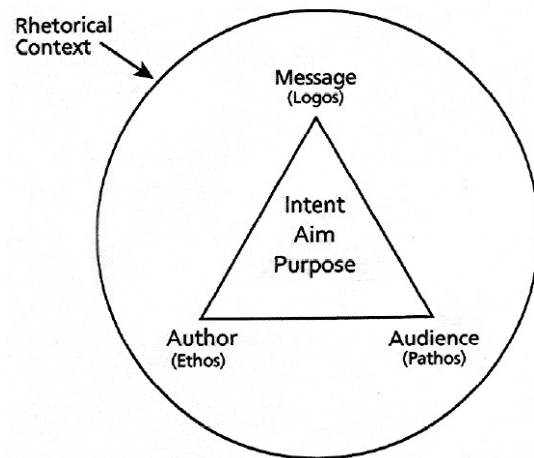 Rhetorical
Context
Message
(Logos)
Intent
Aim
Purpose
Author
(Ethos)
Audience
(Pathos)